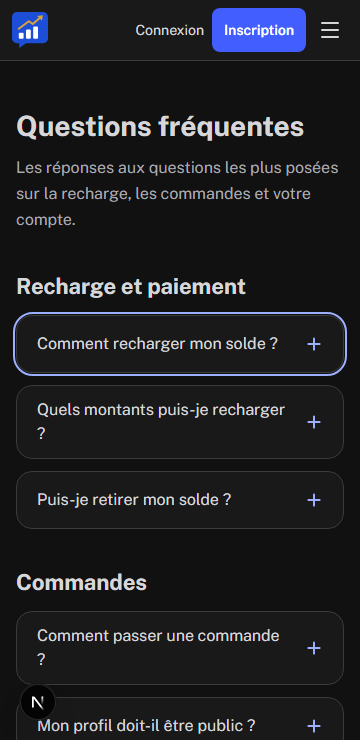 Connexion
Inscription
Questions fréquentes
Les réponses aux questions les plus posées
sur la recharge, les commandes et votre
compte.
Recharge et paiement
Comment recharger mon solde ?
Quels montants puis-je recharger
?
Puis-je retirer mon solde ?
Commandes
Comment passer une commande
?
N
Mon profil doit-il être public ?